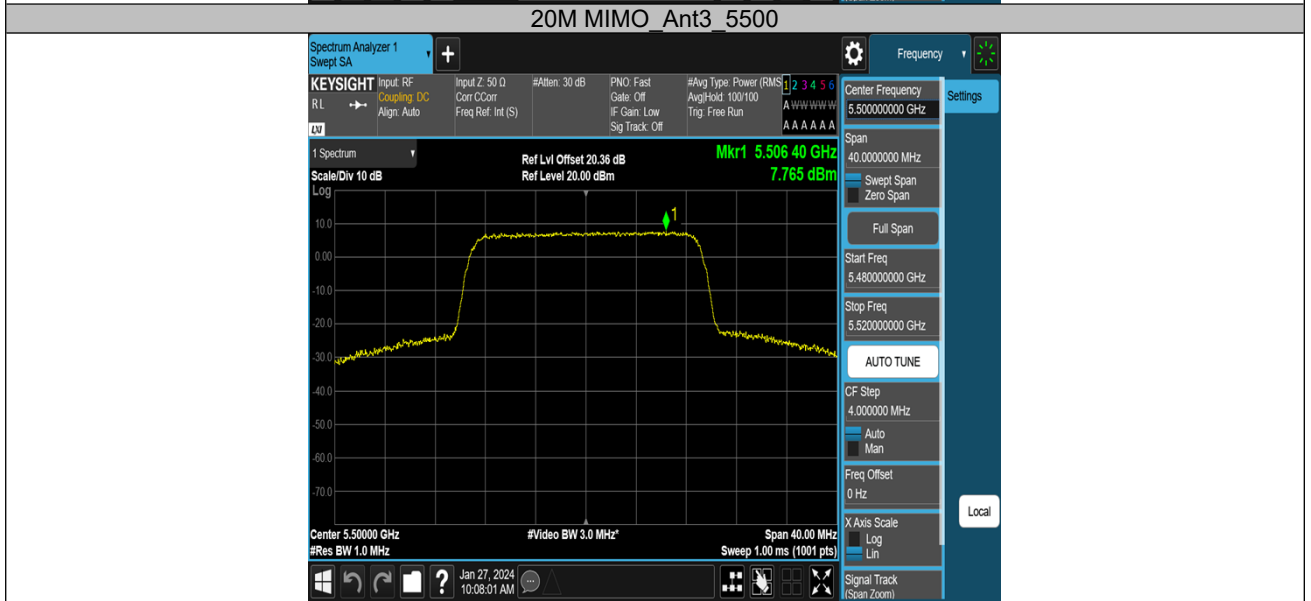 20M MIMO_Ant3_5500
Spectrum Analyzer 1
Swept SA
Frequency
KEYSIGHT
RL
LXI
Input: RF
Coupling: DC
Align: Auto
Input Z: 50 Ω
Corr CCorr
Freq Ref: Int (S)
#Atten: 30 dB
PNO: Fast
Gate: Off
IF Gain: Low
Sig Track: Off
#Avg Type: Power (RMS
Avg|Hold: 100/100
Trig: Free Run
1 2 3 4 5 6
A W W W W W
A A A A A A
1 Spectrum
Scale/Div 10 dB
Log
Ref Lvl Offset 20.36 dB
Ref Level 20.00 dBm
Mkr1 5.506 40 GHz
7.765 dBm
1
10.0
0.00
-10.0
-20.0
-30.0
-40.0
-50.0
-60.0
-70.0
Center 5.50000 GHz
#Res BW 1.0 MHz
#Video BW 3.0 MHz*
Span 40.00 MHz
Sweep 1.00 ms (1001 pts)
Center Frequency
5.500000000 GHz
Settings
Span
40.0000000 MHz
Swept Span
Zero Span
Full Span
Start Freq
5.480000000 GHz
Stop Freq
5.520000000 GHz
AUTO TUNE
CF Step
4.000000 MHz
Auto
Man
Freq Offset
0 Hz
X Axis Scale
Log
Lin
Local
Signal Track
(Span Zoom)
?
Jan 27, 2024
10:08:01 AM